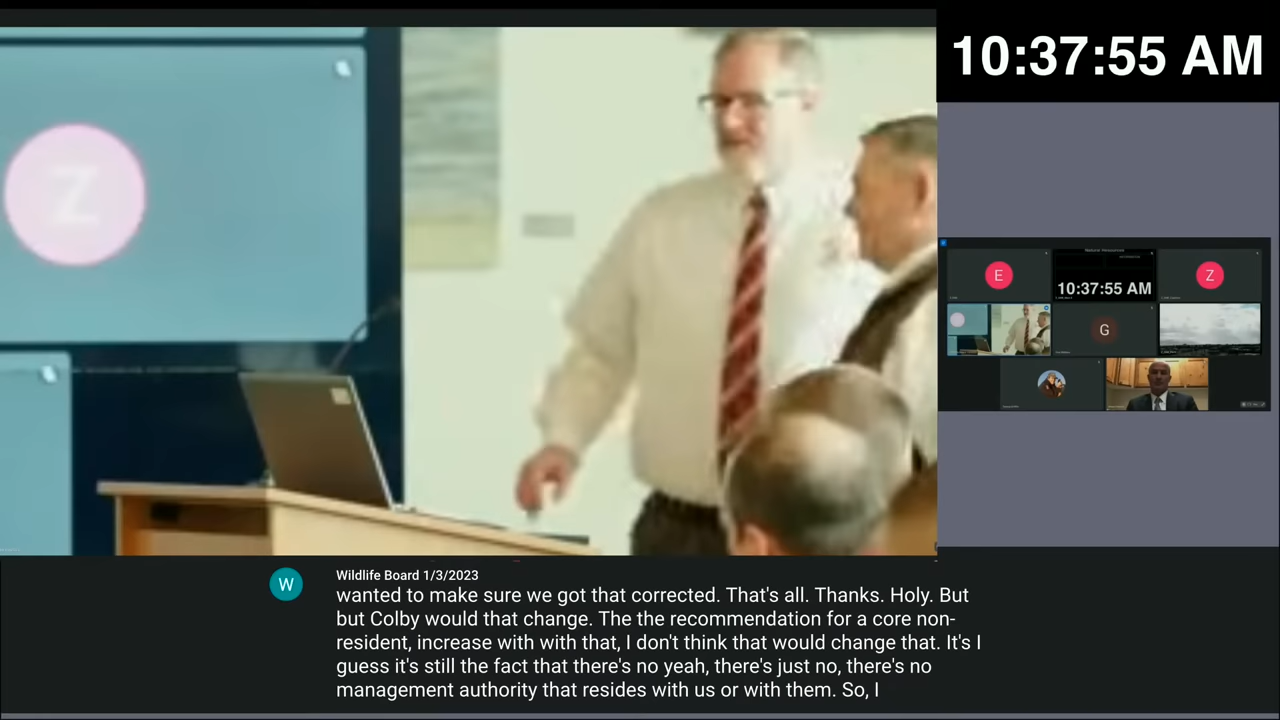 10:37:55 AM
Z
E
10:37:55 AM
Z
G
W
Wildlife Board 1/3/2023
wanted to make sure we got that corrected. That's all. Thanks. Holy. But
but Colby would that change. The the recommendation for a core non-
resident, increase with with that, I don't think that would change that. It's I
guess it's still the fact that there's no yeah, there's just no, there's no
management authority that resides with us or with them. So, I